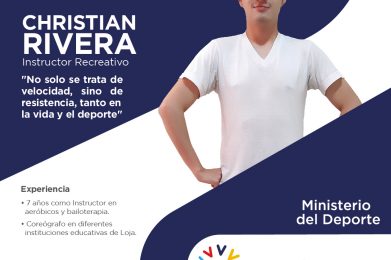 CHRISTIAN
RIVERA
Instructor Recreativo
"No solo se trata de
velocidad, sino de
resistencia, tanto en
la vida y el deporte"
Experiencia
• 7 años como Instructor en
aeróbicos y bailoterapia.
• Coreógrafo en diferentes
instituciones educativas de Loja.
Ministerio
del Deporte